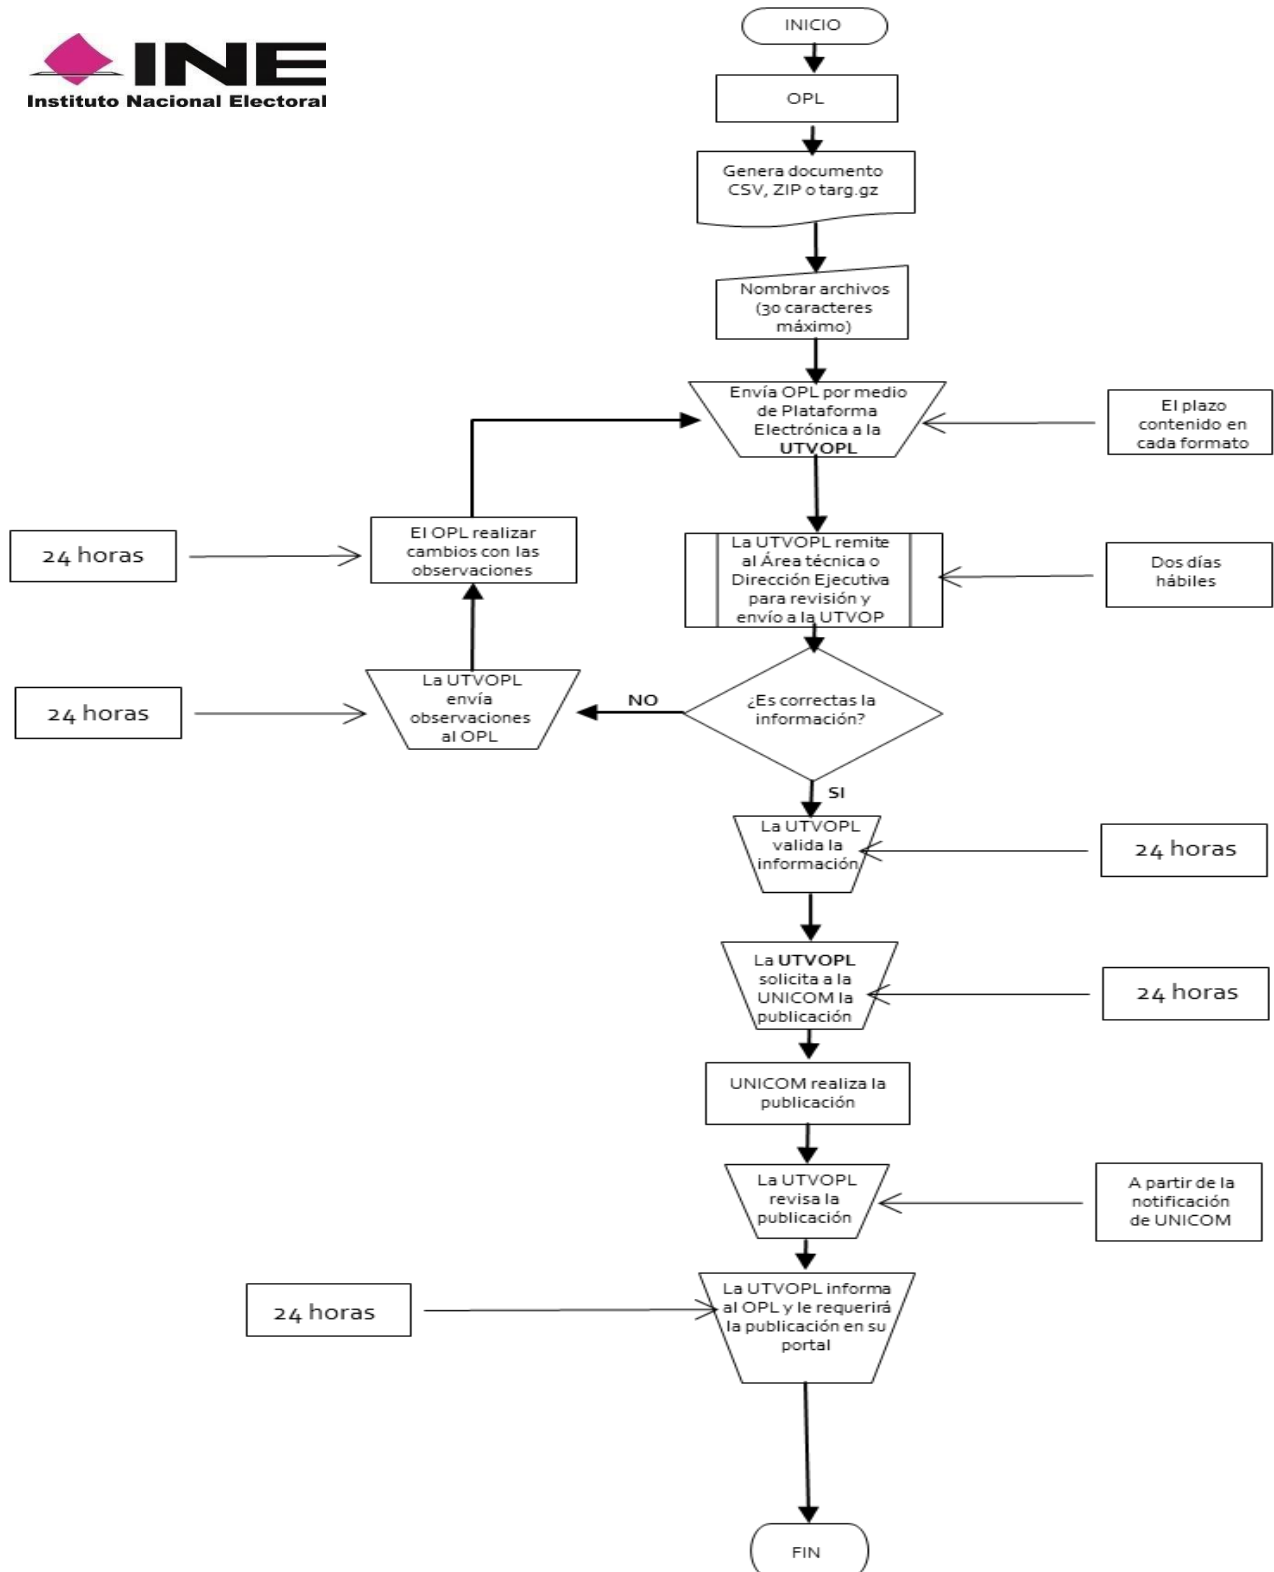 INE
Instituto Nacional Electoral
INICIO
OPL
Genera documento
CSV, ZIP o targ.gz
Nombrar archivos
(30 caracteres
máximo)
Envía OPL por medio
de Plataforma
Electrónica a la
UTVOPL
El plazo
contenido en
cada formato
24 horas
El OPL realizar
cambios con las
observaciones
La UTVOPL remite
al Área técnica o
Dirección Ejecutiva
para revisión y
envío a la UTVOP
Dos días
hábiles
24 horas
La UTVOPL
envía
observaciones
al OPL
NO
¿Es correctas la
información?
SI
La UTVOPL
valida la
información
24 horas
La UTVOPL
solicita a la
UNICOM la
publicación
24 horas
UNICOM realiza la
publicación
La UTVOPL
revisa la
publicación
A partir de la
notificación
de UNICOM
24 horas
La UTVOPL informa
al OPL y le requerirá
la publicación en su
portal
FIN